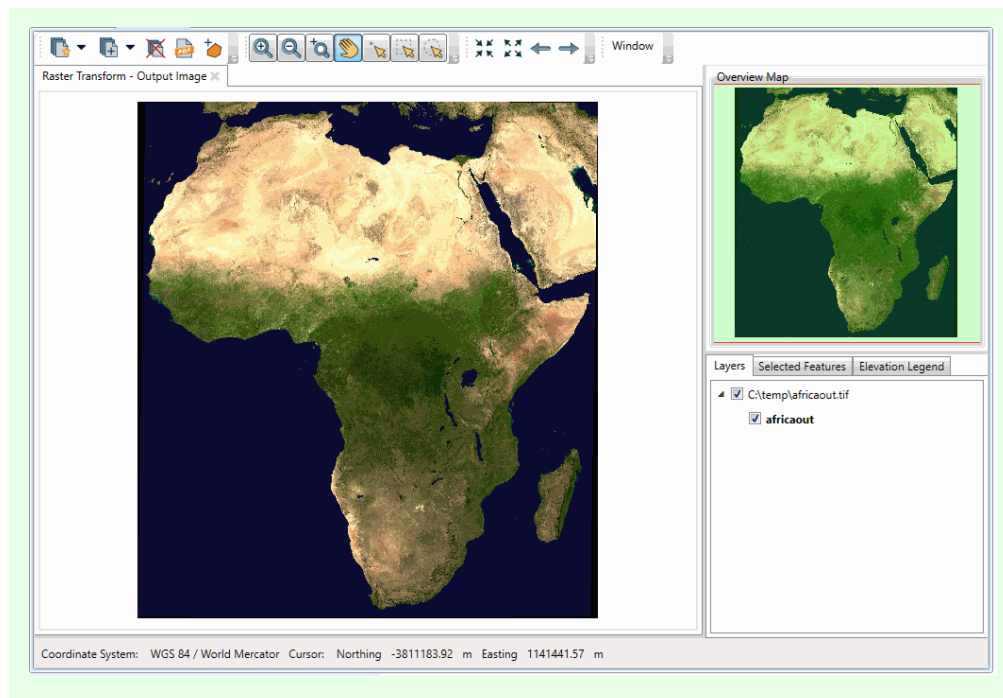 PDF
Window
Raster Transform - Output Image
Overview Map
Layers Selected Features Elevation Legend
C:\temp\africaout.tif
africaout
Coordinate System: WGS 84 / World Mercator Cursor: Northing -3811183.92 m Easting 1141441.57 m